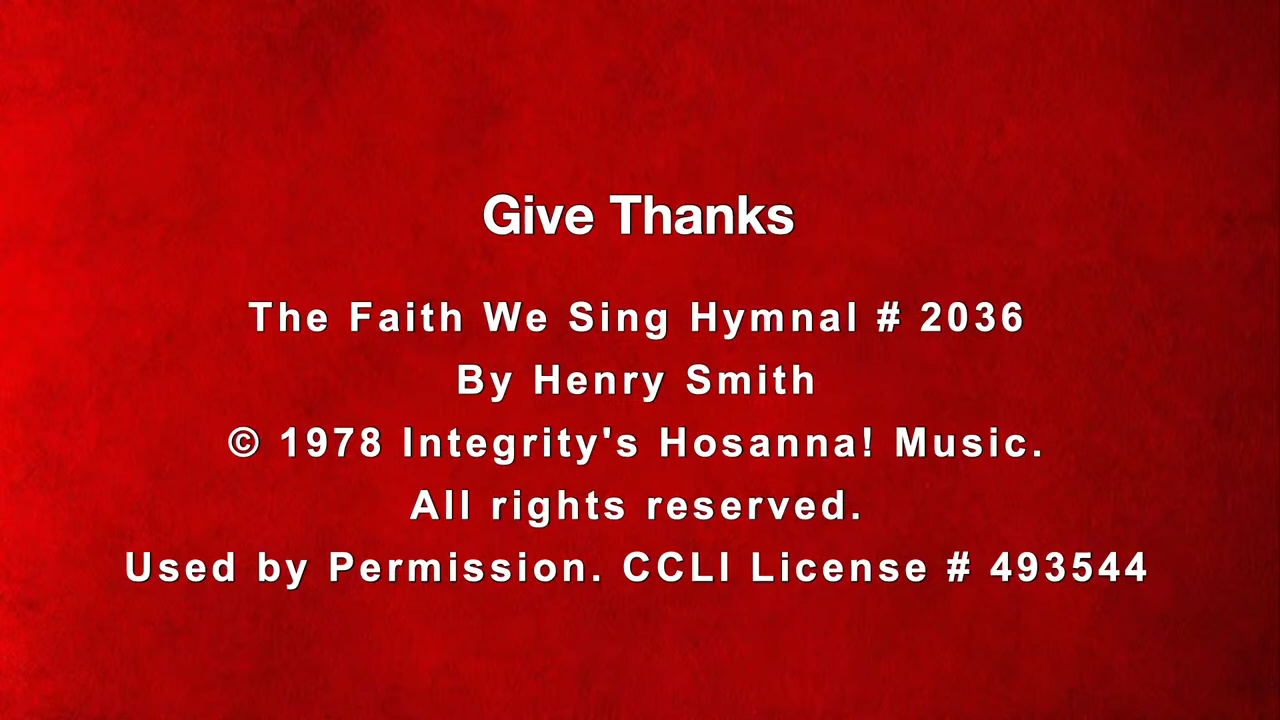 Give Thanks
The Faith We Sing Hymnal # 2036
By Henry Smith
© 1978 Integrity's Hosanna! Music.
All rights reserved.
Used by Permission. CCLI License # 493544